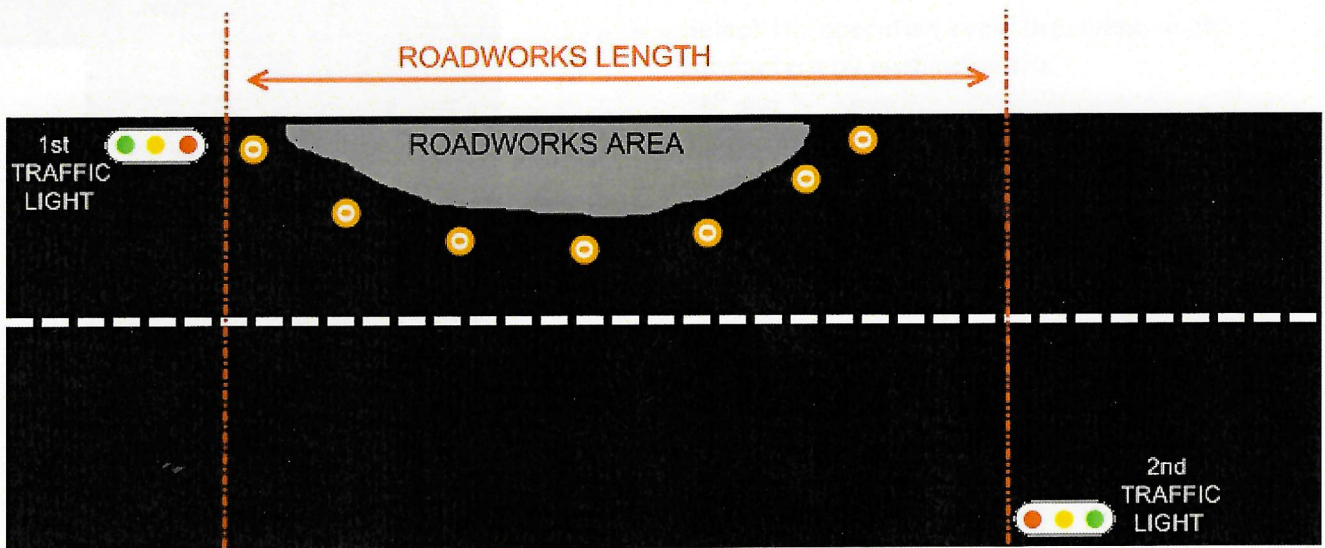 ROADWORKS LENGTH
1st
TRAFFIC
LIGHT
ROADWORKS AREA
2nd
TRAFFIC
LIGHT